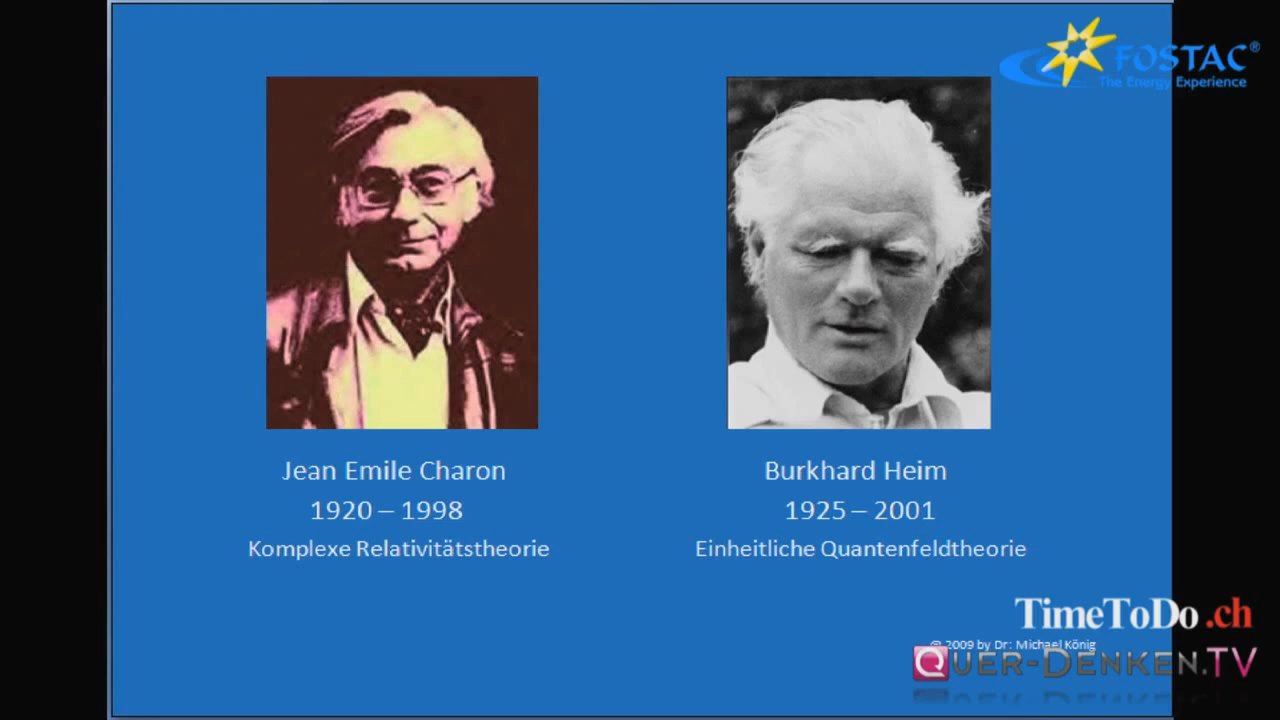 FOSTAC®
The Energy Experience
Jean Emile Charon
1920 – 1998
Komplexe Relativitätstheorie
Burkhard Heim
1925 – 2001
Einheitliche Quantenfeldtheorie
TimeToDo.ch
@ 2009 by Dr. Michael König
QUER-DENKEN.TV